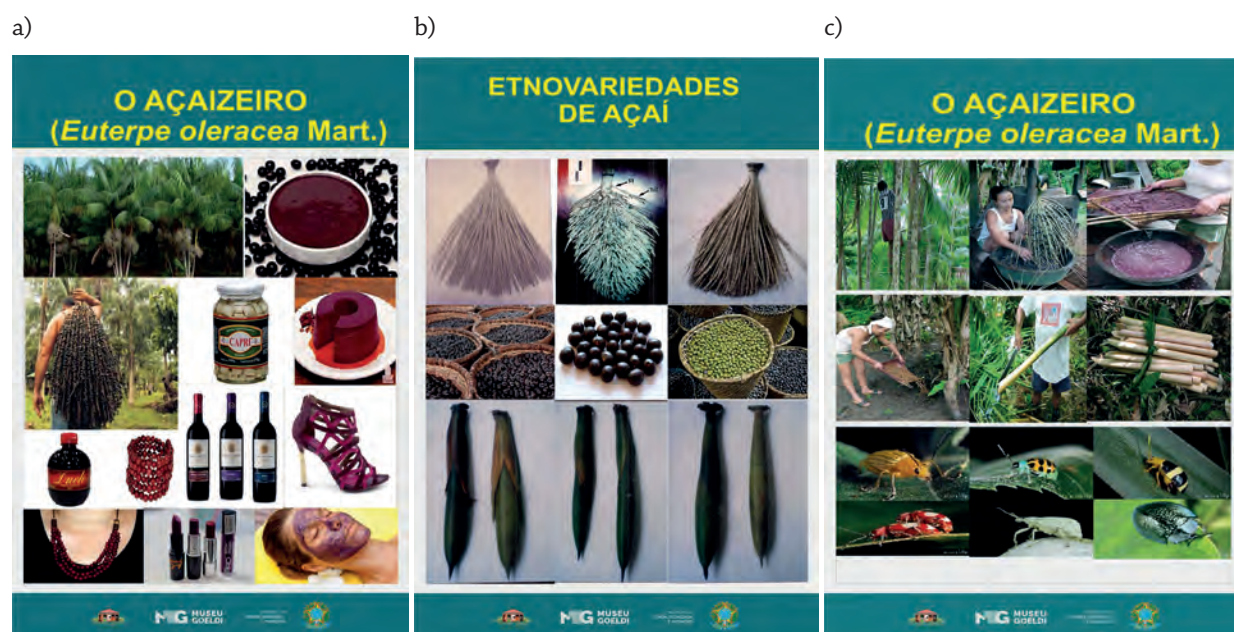 a)
O AÇAIZEIRO
(Euterpe oleracea Mart.)
CAPRI
MUSEU
GOELDI
b)
ETNOVARIEDADES
DE AÇAÍ
MUSEU
GOELDI
c)
O AÇAIZEIRO
(Euterpe oleracea Mart.)
MUSEU
GOELDI